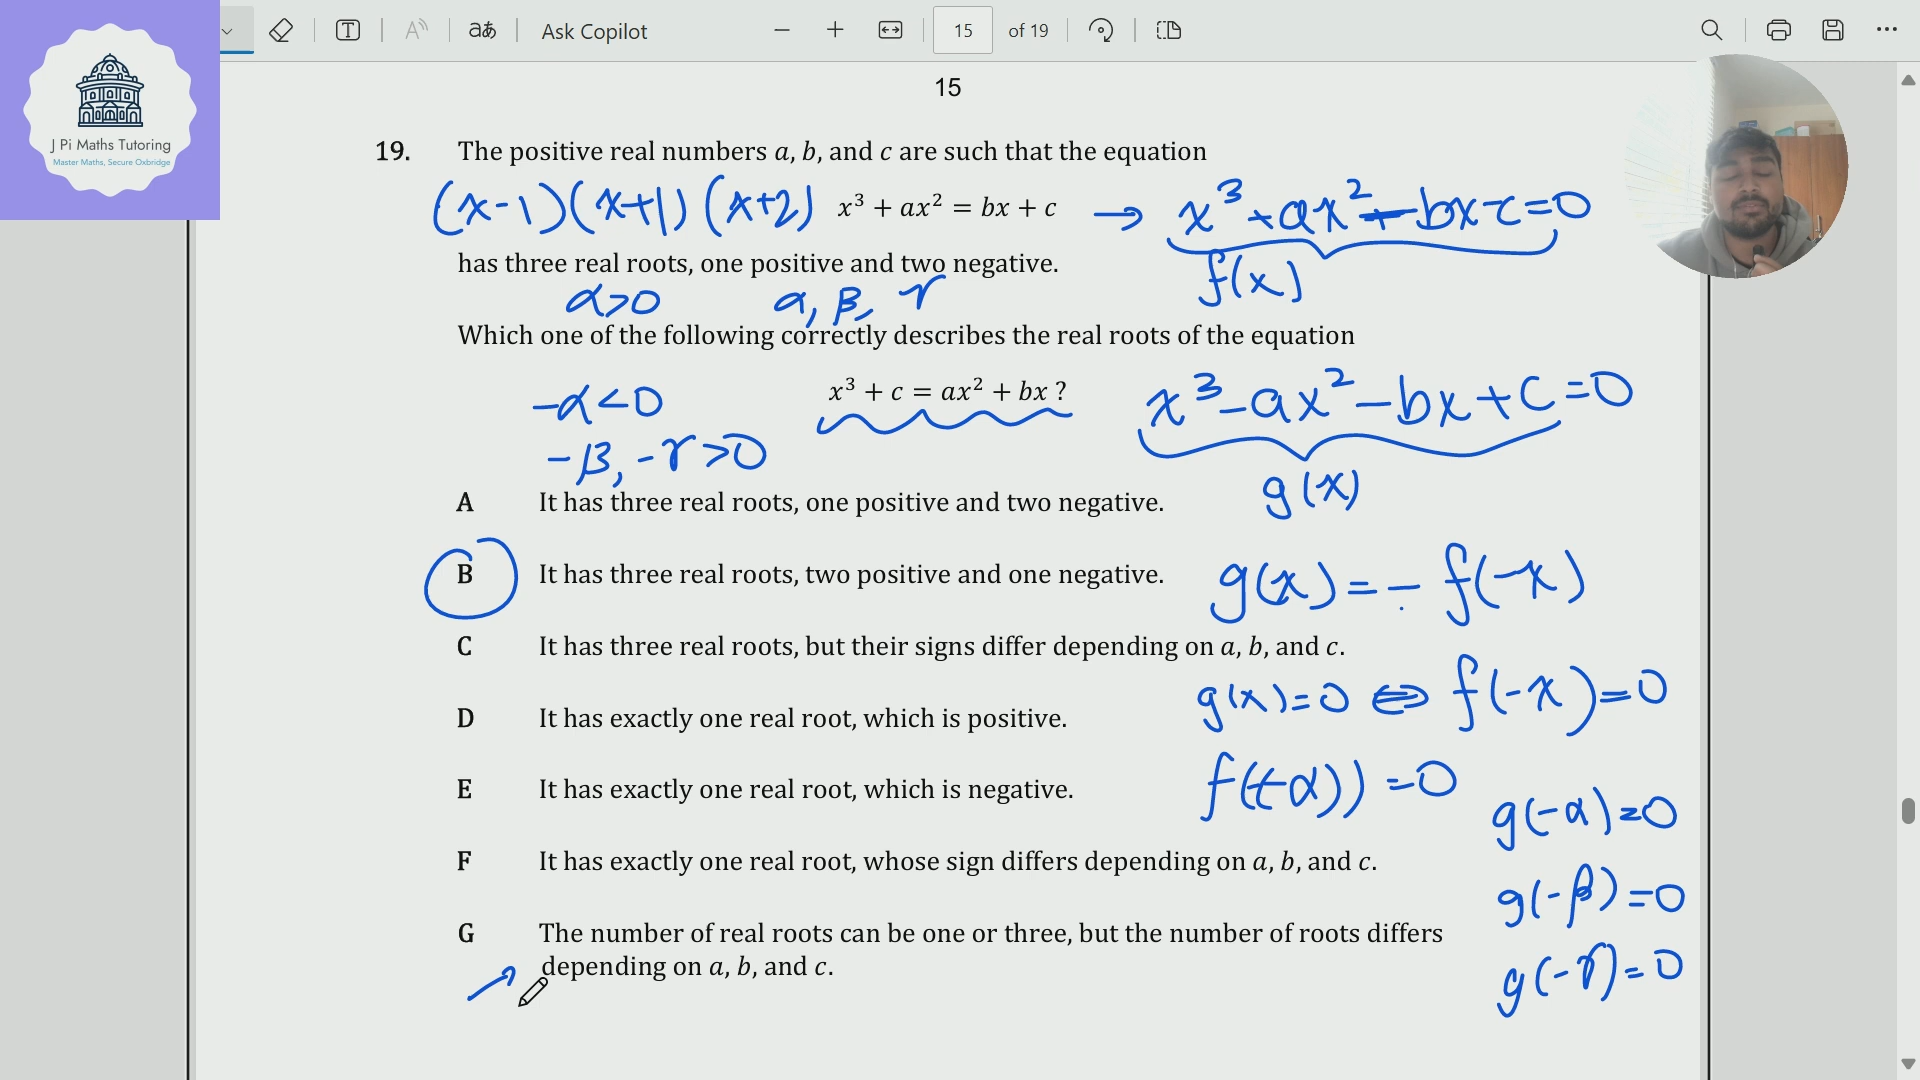 Ask Copilot
15 of 19
J Pi Maths Tutoring
Master Maths, Secure Oxbridge
15
19. The positive real numbers a, b, and c are such that the equation
(x-1)(x+1)(x+2) x³ + ax² = bx + c → x³+ax²-bx-c=0
f(x)
has three real roots, one positive and two negative.
α>0 α, β, γ
Which one of the following correctly describes the real roots of the equation
x³ + c = ax² + bx ? x³-ax²-bx+c=0
g(x)
-α<0
-β, -γ>0
A It has three real roots, one positive and two negative.
B It has three real roots, two positive and one negative.
g(x)=-f(-x)
C It has three real roots, but their signs differ depending on a, b, and c.
g(x)=0 ⇔ f(-x)=0
D It has exactly one real root, which is positive.
E It has exactly one real root, which is negative.
f(-(-α))=0
g(-α)=0
F It has exactly one real root, whose sign differs depending on a, b, and c.
g(-β)=0
G The number of real roots can be one or three, but the number of roots differs
depending on a, b, and c.
g(-γ)=0